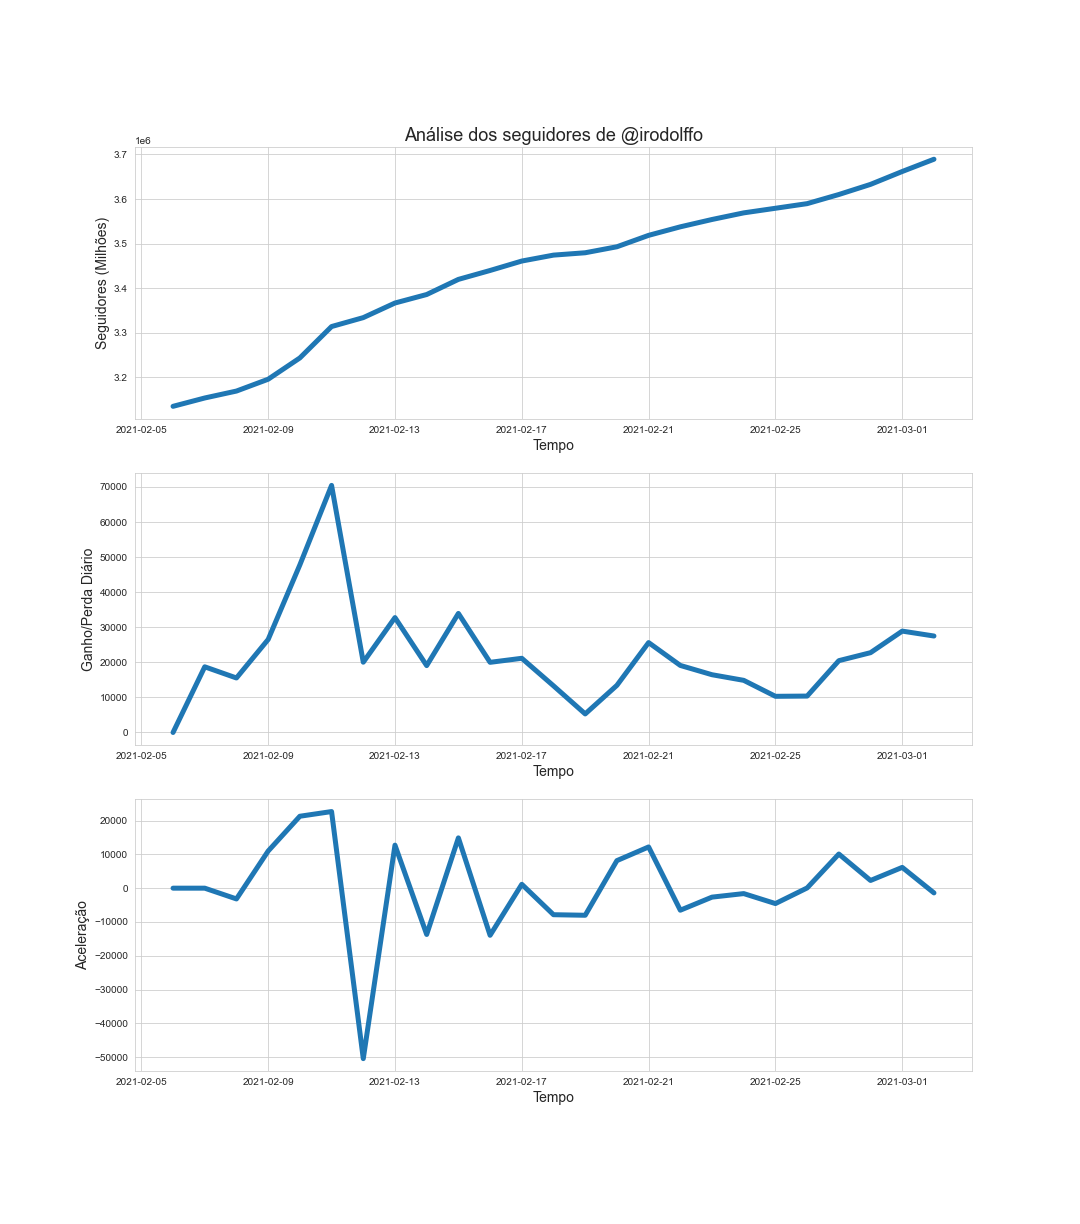 Análise dos seguidores de @irodolffo
1e6
3.7
3.6
3.5
3.4
3.3
3.2
Seguidores (Milhões)
2021-02-05 2021-02-09 2021-02-13 2021-02-17 2021-02-21 2021-02-25 2021-03-01
Tempo
70000
60000
50000
40000
30000
20000
10000
0
Ganho/Perda Diário
2021-02-05 2021-02-09 2021-02-13 2021-02-17 2021-02-21 2021-02-25 2021-03-01
Tempo
20000
10000
0
−10000
−20000
−30000
−40000
−50000
Aceleração
2021-02-05 2021-02-09 2021-02-13 2021-02-17 2021-02-21 2021-02-25 2021-03-01
Tempo